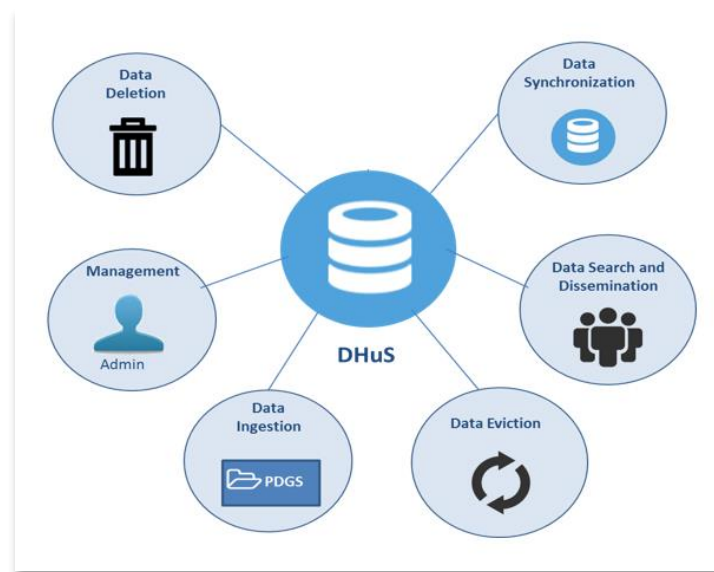 Data
Deletion
Data
Synchronization
Management
Admin
Data Search and
Dissemination
DHuS
Data
Ingestion
PDGS
Data Eviction